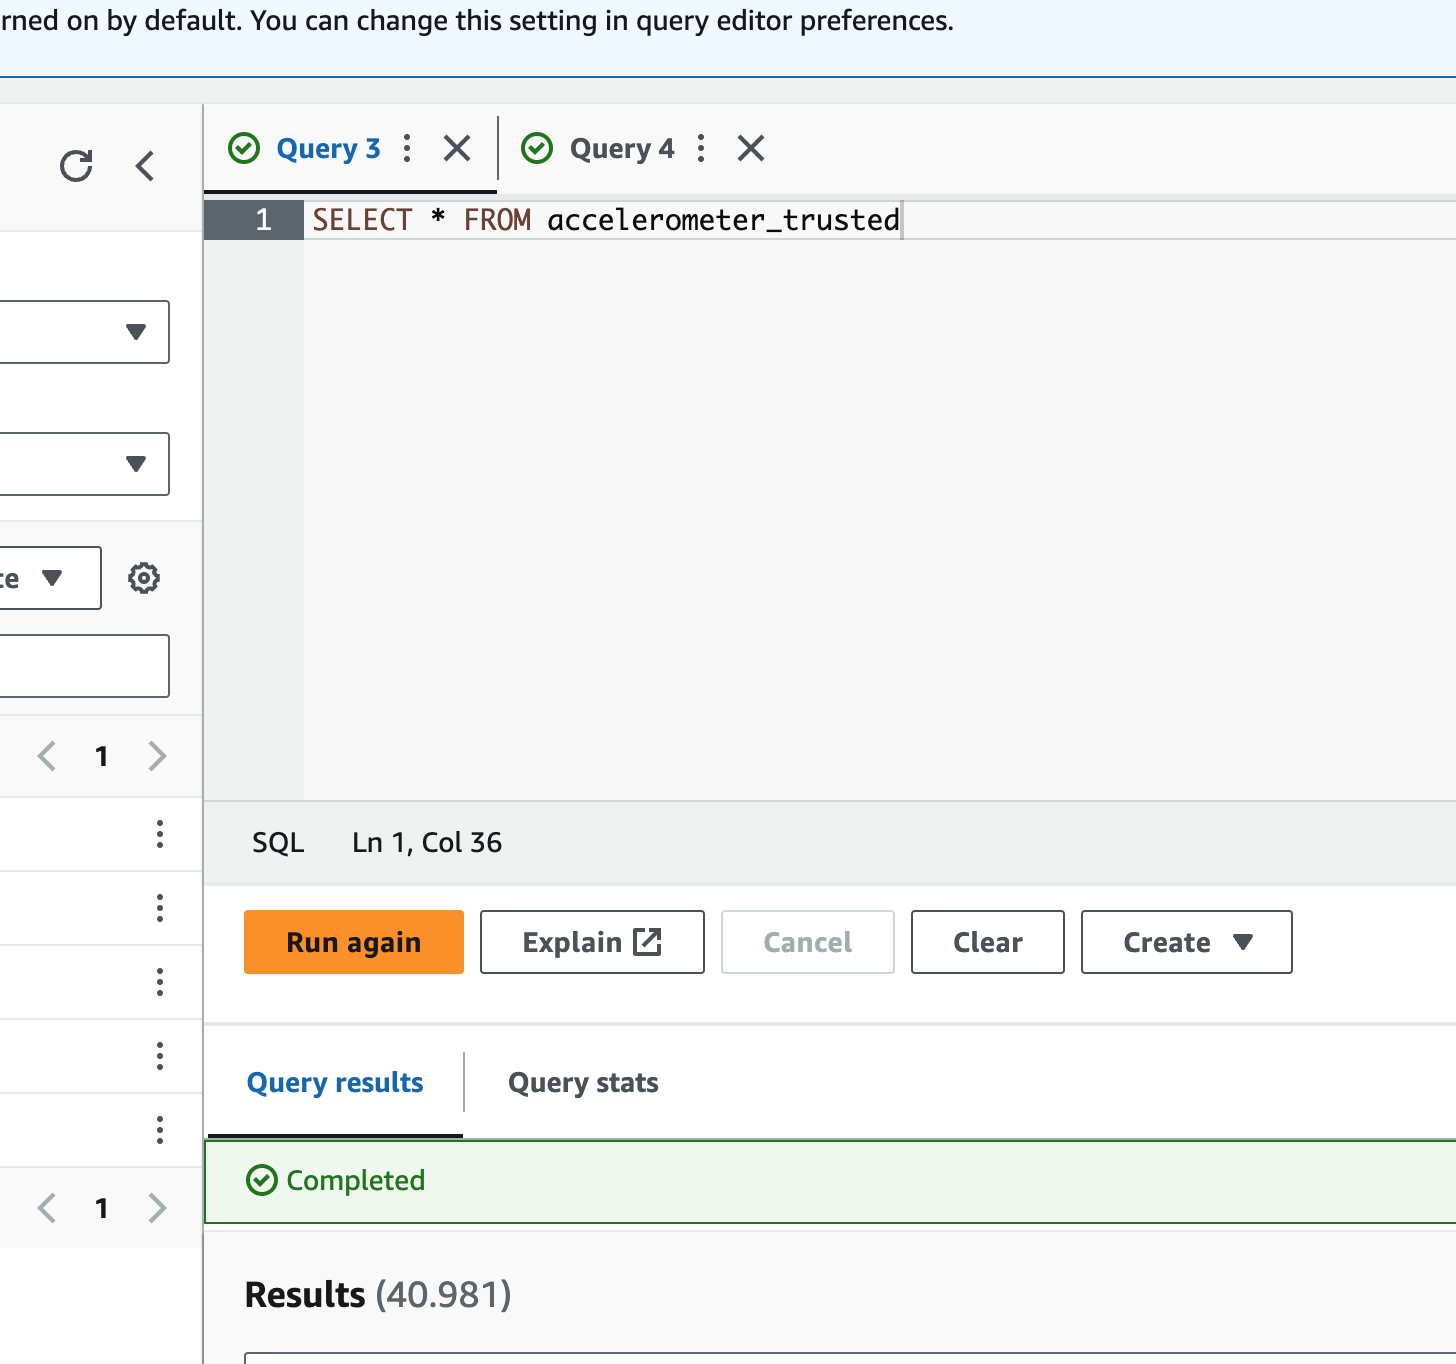 rned on by default. You can change this setting in query editor preferences.
Query 3
Query 4
1 SELECT * FROM accelerometer_trusted
te
1
SQL Ln 1, Col 36
Run again Explain Cancel Clear Create
Query results Query stats
Completed
1
Results (40.981)